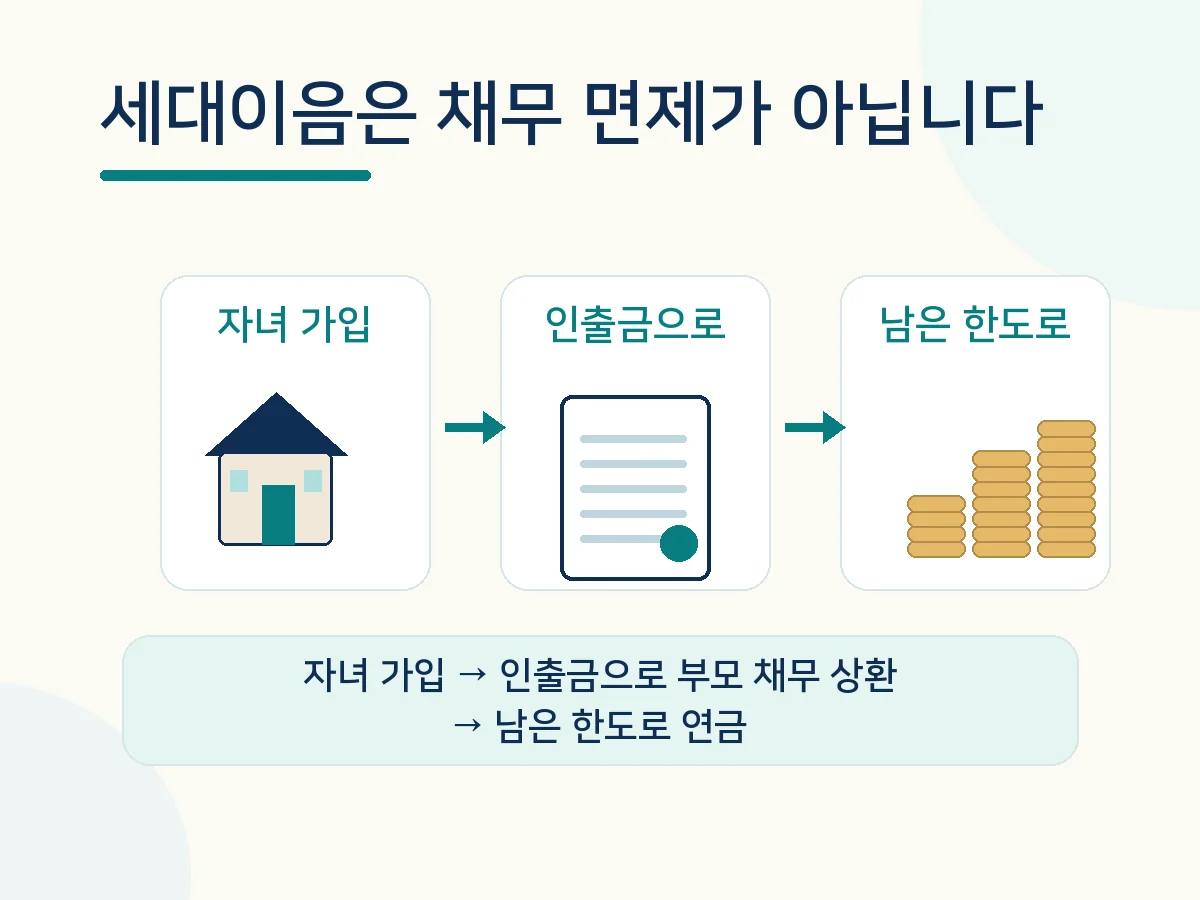 세대이음은 채무 면제가 아닙니다
자녀 가입
인출금으로
남은 한도로
자녀 가입 → 인출금으로 부모 채무 상환
→ 남은 한도로 연금